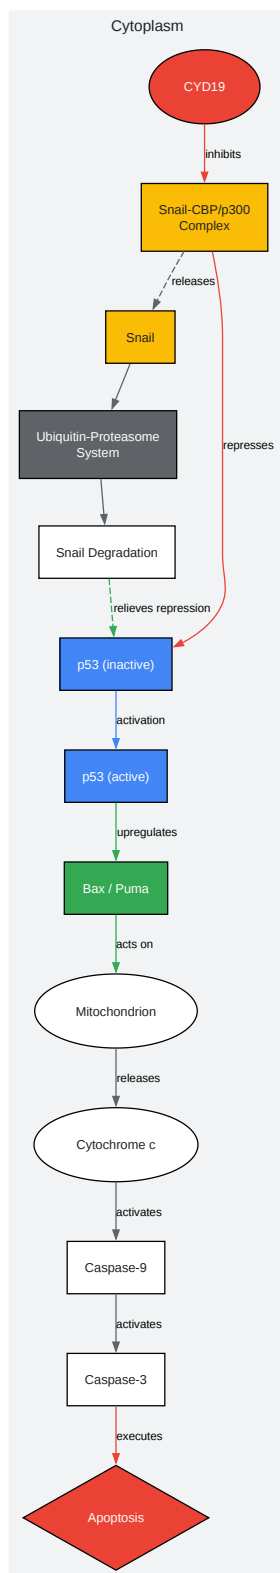 Cytoplasm
CYD19
inhibits
Snail-CBP/p300
Complex
releases
Snail
Ubiquitin-Proteasome
System
represses
Snail Degradation
relieves repression
p53 (inactive)
activation
p53 (active)
upregulates
Bax / Puma
acts on
Mitochondrion
releases
Cytochrome c
activates
Caspase-9
activates
Caspase-3
executes
Apoptosis